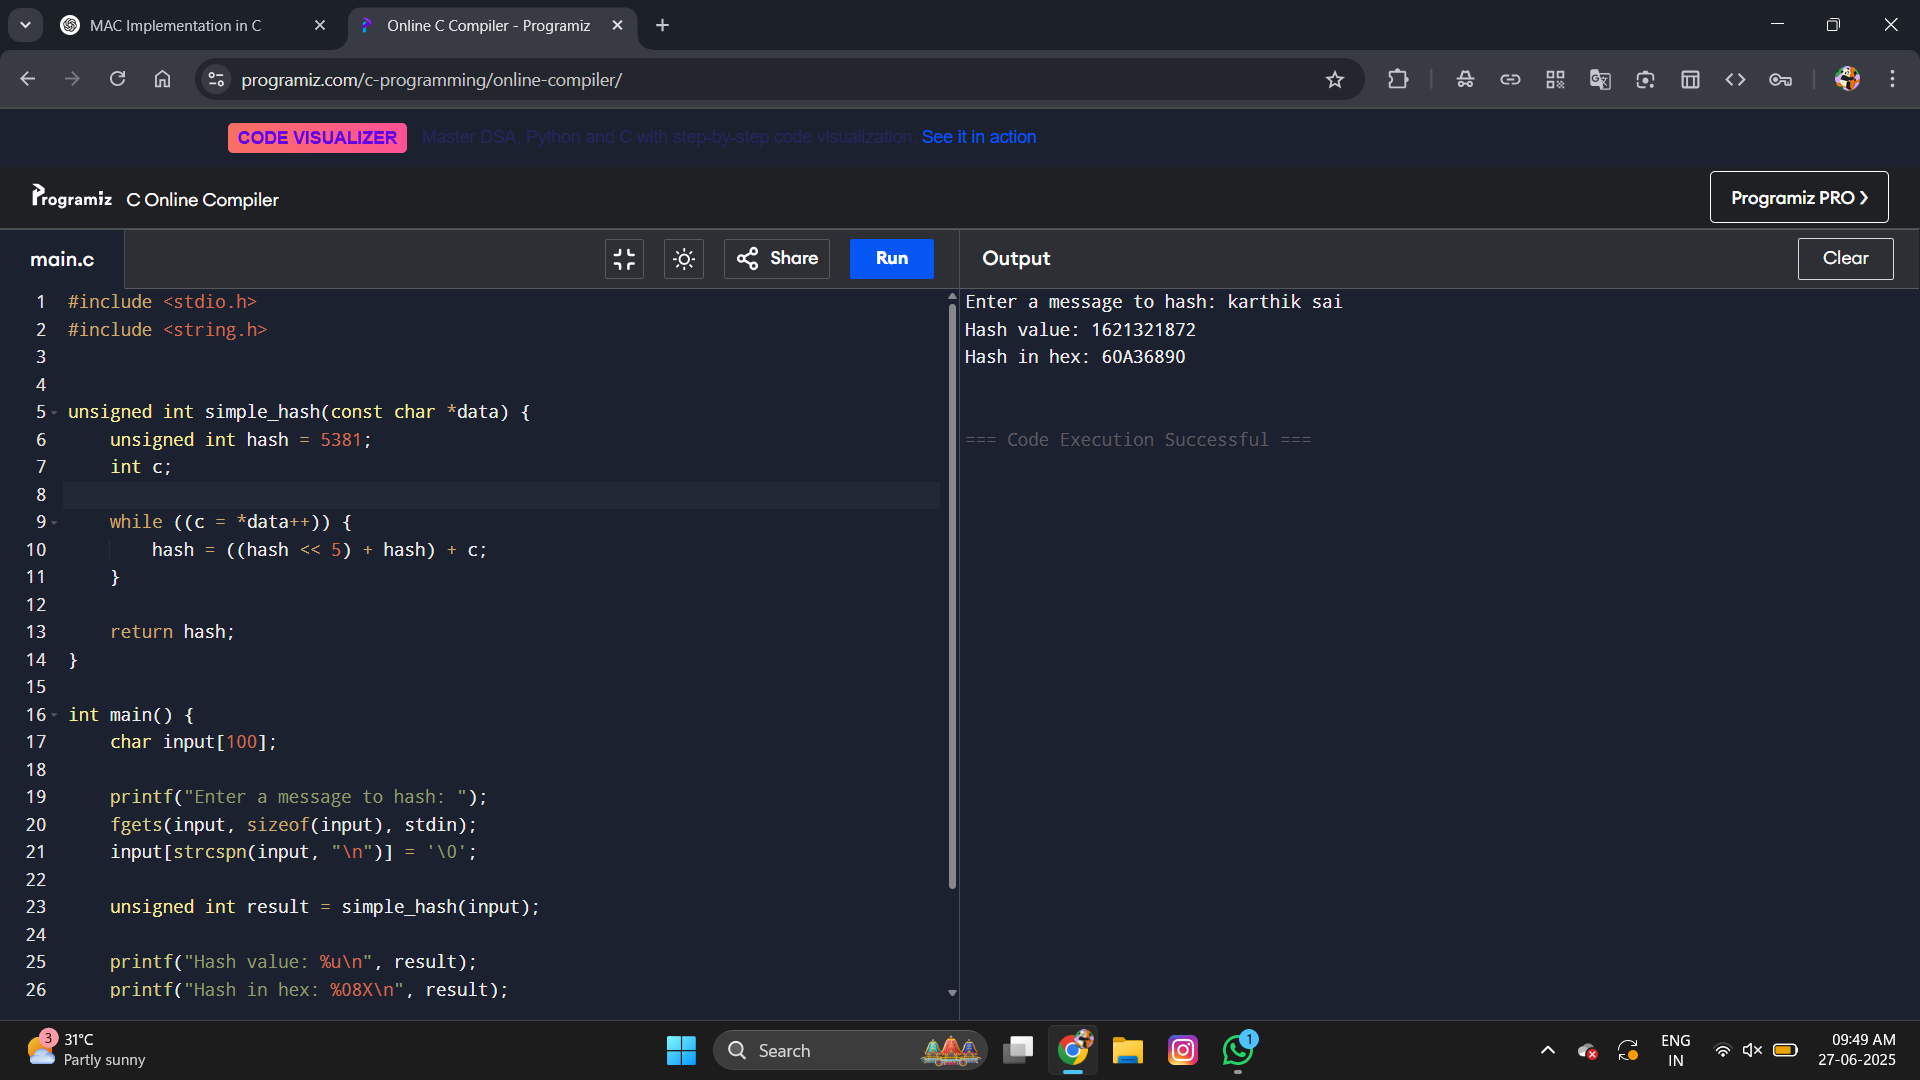 MAC Implementation in C
Online C Compiler - Programiz
programiz.com/c-programming/online-compiler/
CODE VISUALIZER Master DSA, Python and C with step-by-step code visualization. See it in action
Programiz C Online Compiler
Programiz PRO ❯
main.c
Share
Run
Output
Clear
1 #include <stdio.h>
2 #include <string.h>
3
4
5 unsigned int simple_hash(const char *data) {
6     unsigned int hash = 5381;
7     int c;
8
9     while ((c = *data++)) {
10         hash = ((hash << 5) + hash) + c;
11     }
12
13     return hash;
14 }
15
16 int main() {
17     char input[100];
18
19     printf("Enter a message to hash: ");
20     fgets(input, sizeof(input), stdin);
21     input[strcspn(input, "\n")] = '\0';
22
23     unsigned int result = simple_hash(input);
24
25     printf("Hash value: %u\n", result);
26     printf("Hash in hex: %08X\n", result);
Enter a message to hash: karthik sai
Hash value: 1621321872
Hash in hex: 60A36890
=== Code Execution Successful ===
3
31°C
Partly sunny
Search
1
ENG
IN
09:49 AM
27-06-2025